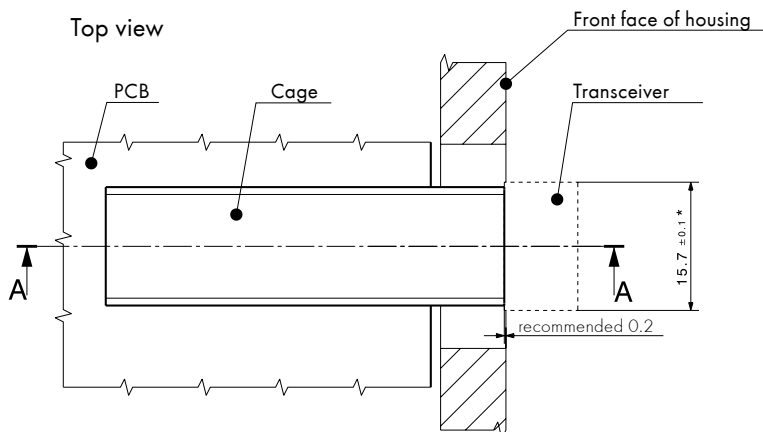 Top view
Front face of housing
PCB
Cage
Transceiver
15.7 ±0.1 *
A
A
recommended 0.2